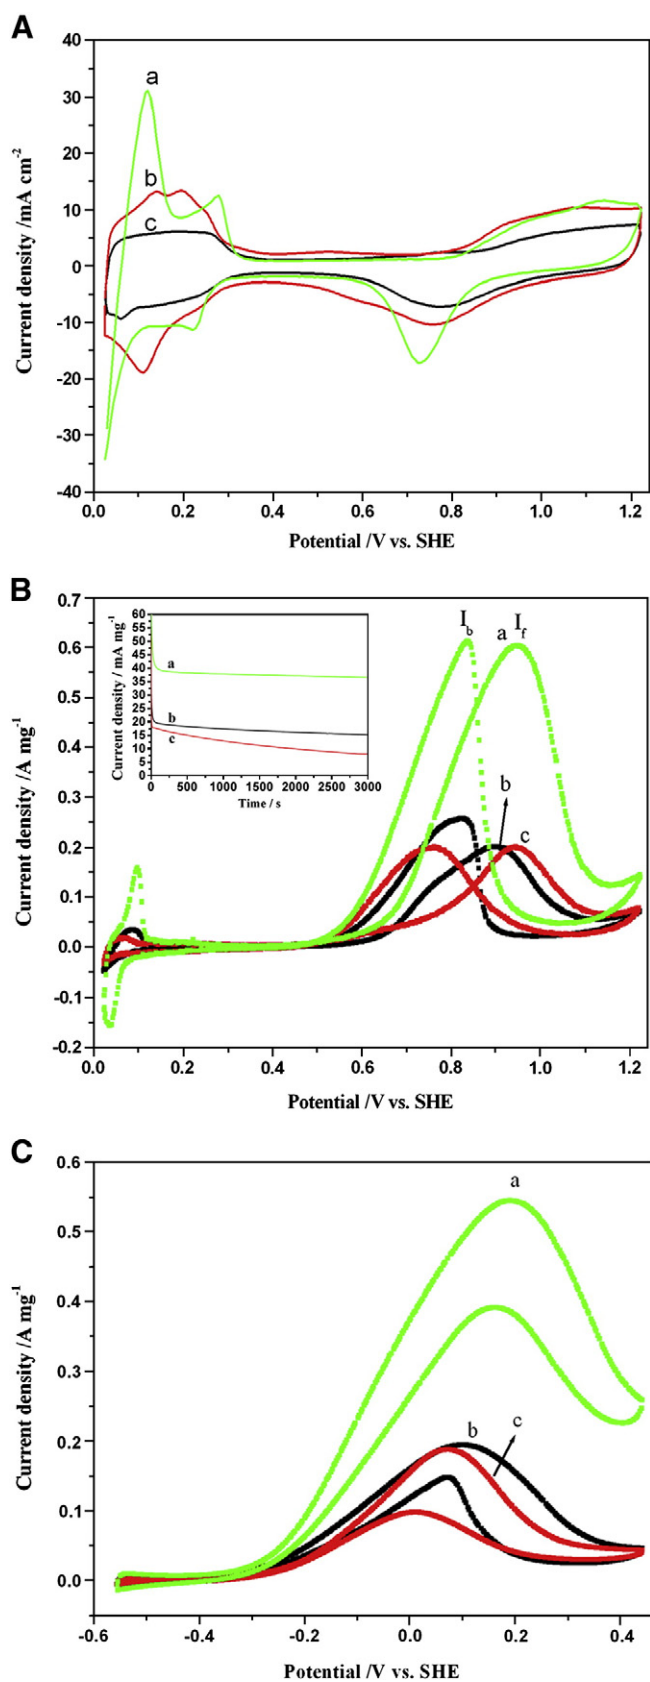 A
40
30
20
10
0
-10
-20
-30
-40
Current density /mA cm-2
a
b
c
0.0 0.2 0.4 0.6 0.8 1.0 1.2
Potential /V vs. SHE
B
0.7
0.6
0.5
0.4
0.3
0.2
0.1
0.0
-0.1
-0.2
Current density /A mg-1
60
55
50
45
40
35
30
25
20
15
10
5
0
Current density / mA mg-1
a
b
c
0 500 1000 1500 2000 2500 3000
Time / s
Ib
a If
b
c
0.0 0.2 0.4 0.6 0.8 1.0 1.2
Potential /V vs. SHE
C
0.6
0.5
0.4
0.3
0.2
0.1
0.0
Current density /A mg-1
a
b c
-0.6 -0.4 -0.2 0.0 0.2 0.4
Potential /V vs. SHE